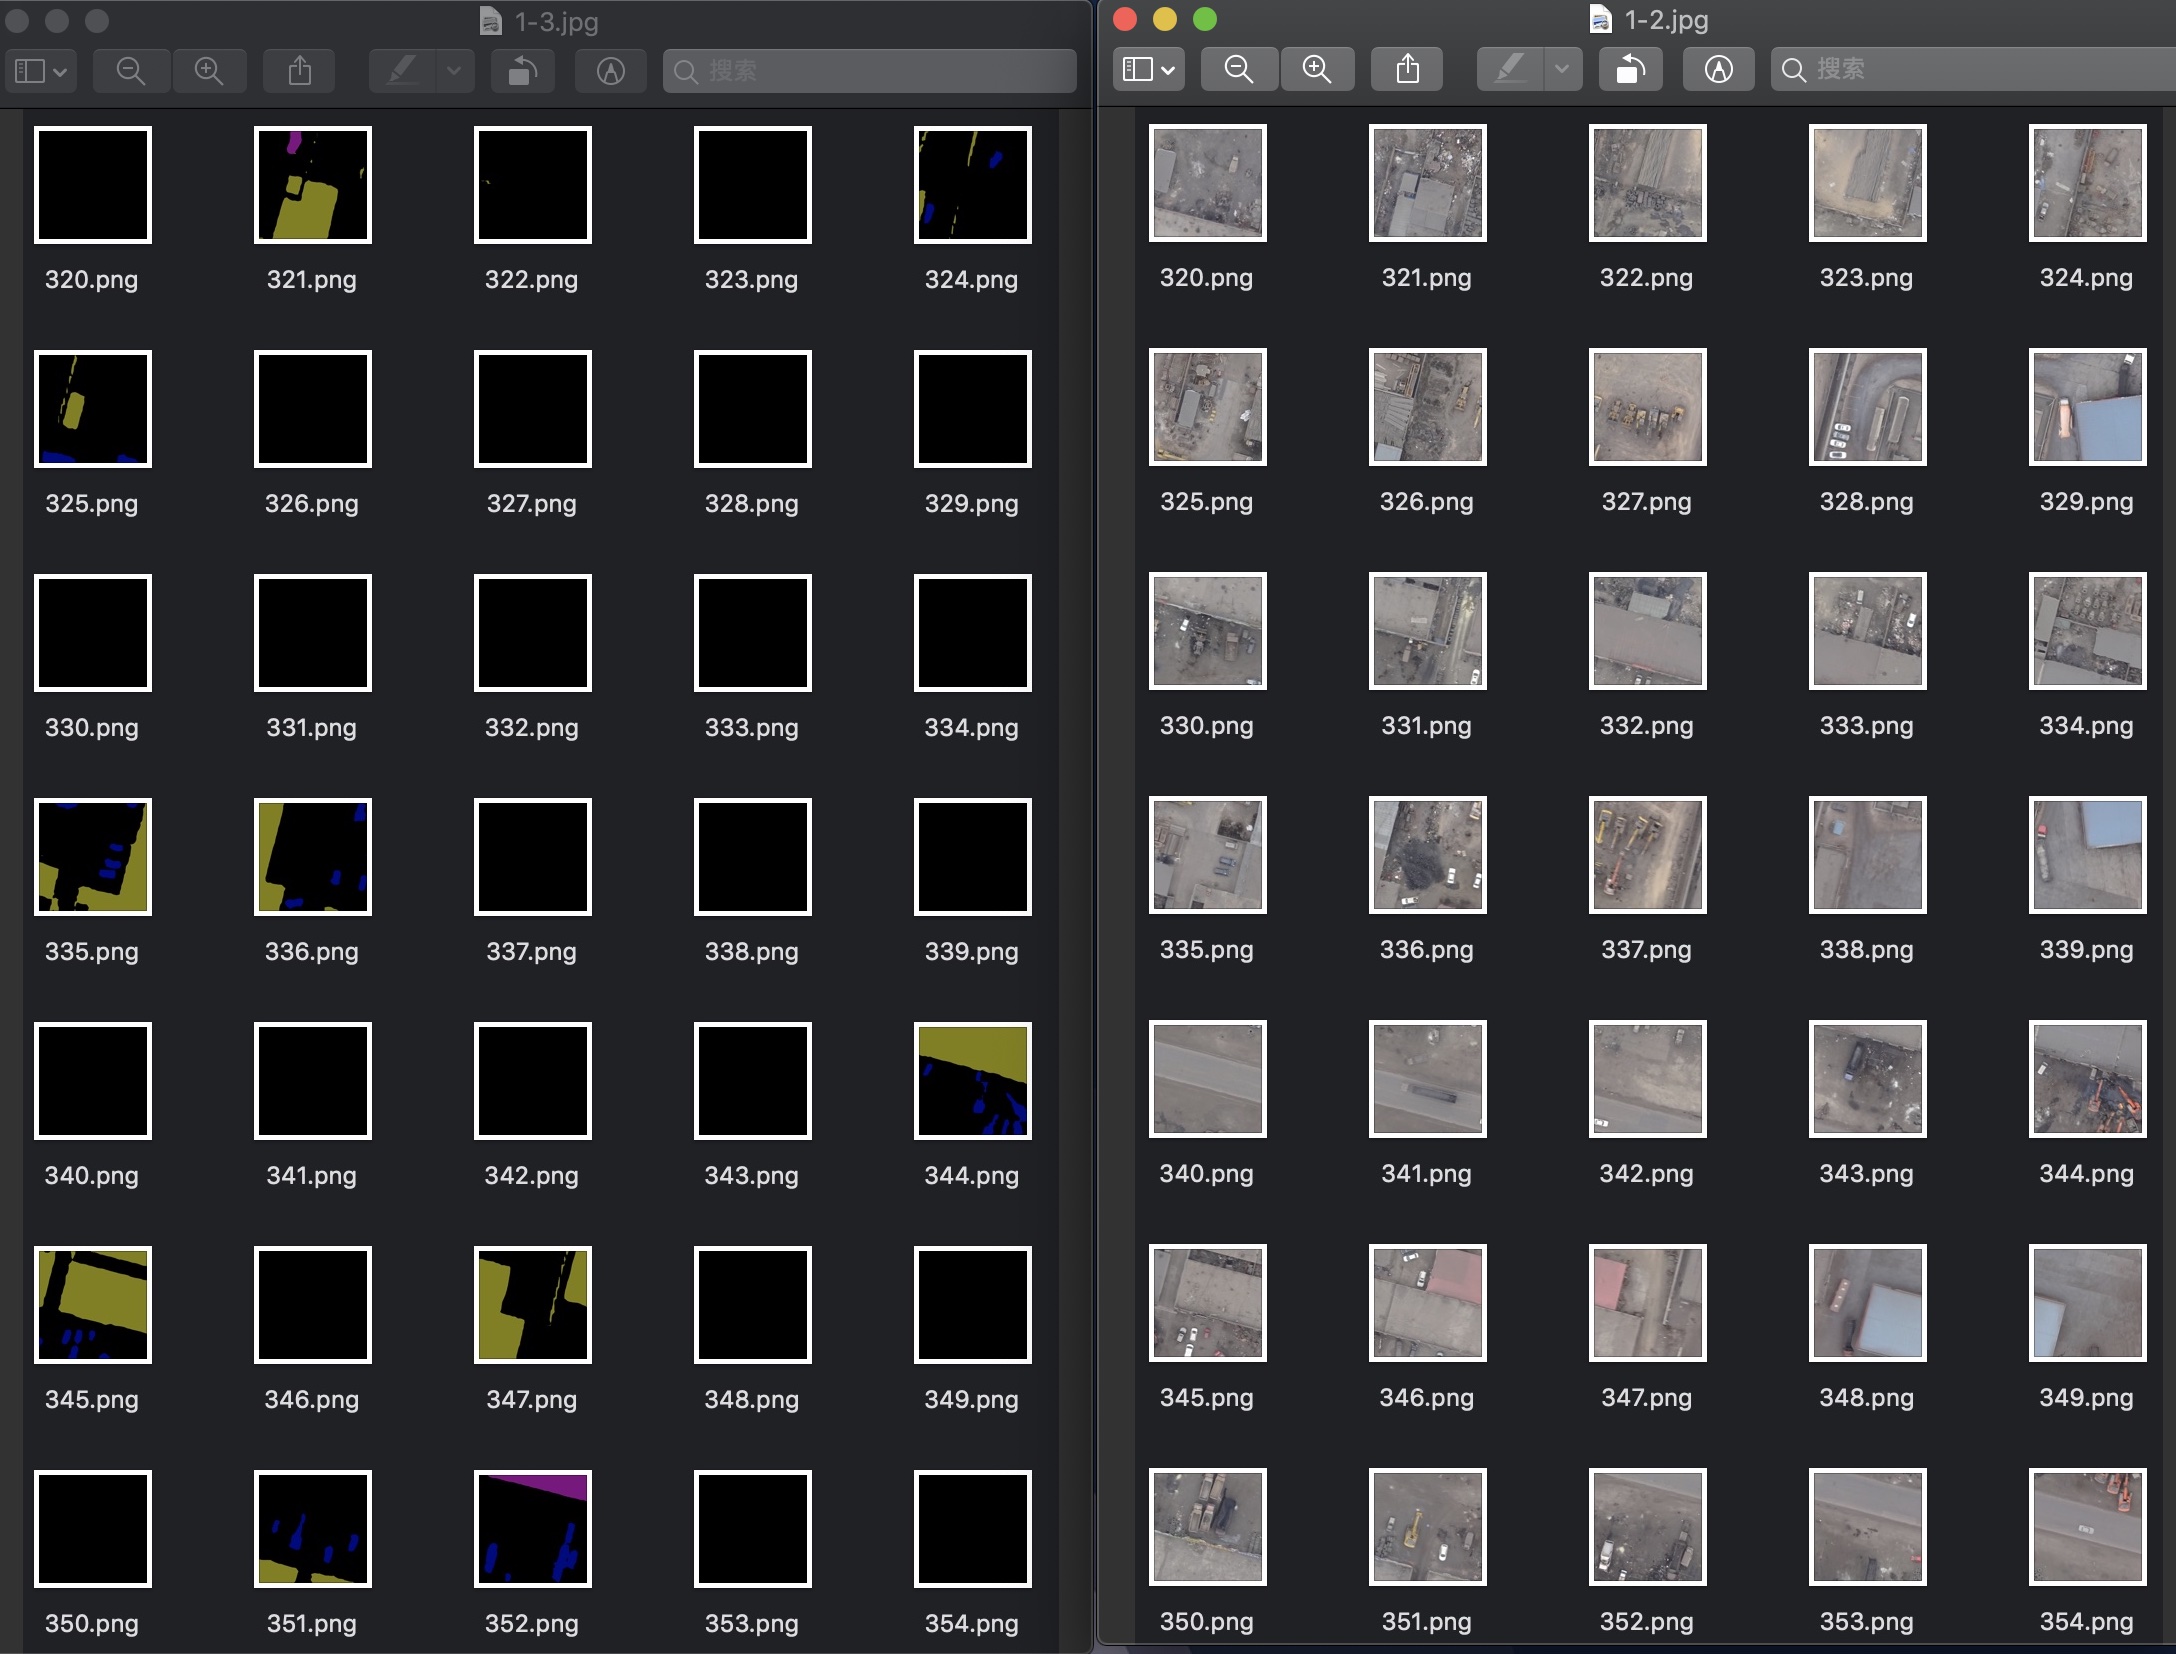 1-3.jpg
搜索
320.png 321.png 322.png 323.png 324.png
325.png 326.png 327.png 328.png 329.png
330.png 331.png 332.png 333.png 334.png
335.png 336.png 337.png 338.png 339.png
340.png 341.png 342.png 343.png 344.png
345.png 346.png 347.png 348.png 349.png
350.png 351.png 352.png 353.png 354.png
1-2.jpg
搜索
320.png 321.png 322.png 323.png 324.png
325.png 326.png 327.png 328.png 329.png
330.png 331.png 332.png 333.png 334.png
335.png 336.png 337.png 338.png 339.png
340.png 341.png 342.png 343.png 344.png
345.png 346.png 347.png 348.png 349.png
350.png 351.png 352.png 353.png 354.png